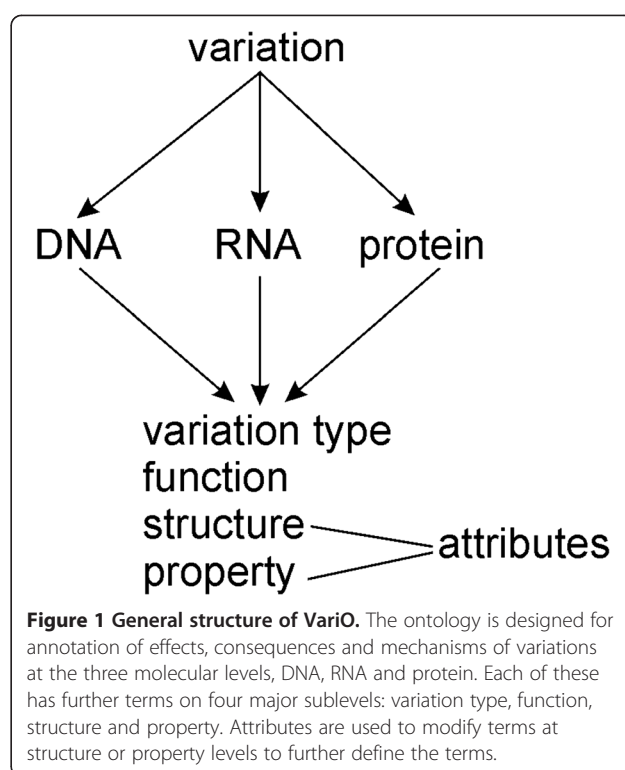 variation
DNA RNA protein
variation type
function
structure
attributes
property
Figure 1 General structure of VariO. The ontology is designed for
annotation of effects, consequences and mechanisms of variations
at the three molecular levels, DNA, RNA and protein. Each of these
has further terms on four major sublevels: variation type, function,
structure and property. Attributes are used to modify terms at
structure or property levels to further define the terms.